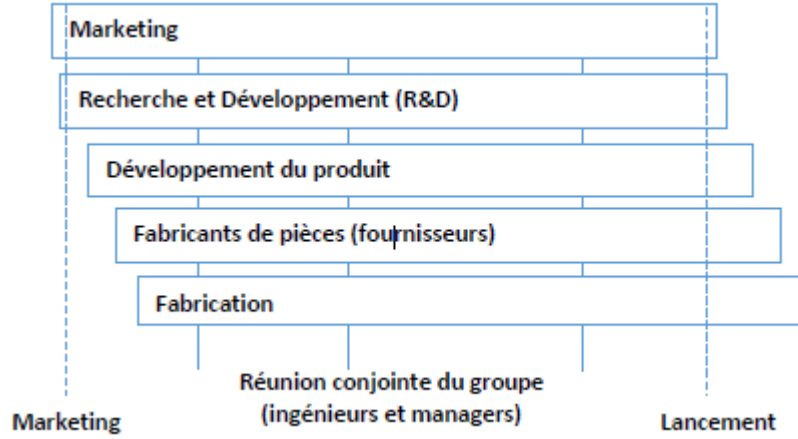 Marketing
Recherche et Développement (R&D)
Développement du produit
Fabricants de pièces (fournisseurs)
Fabrication
Réunion conjointe du groupe
(ingénieurs et managers)
Marketing
Lancement